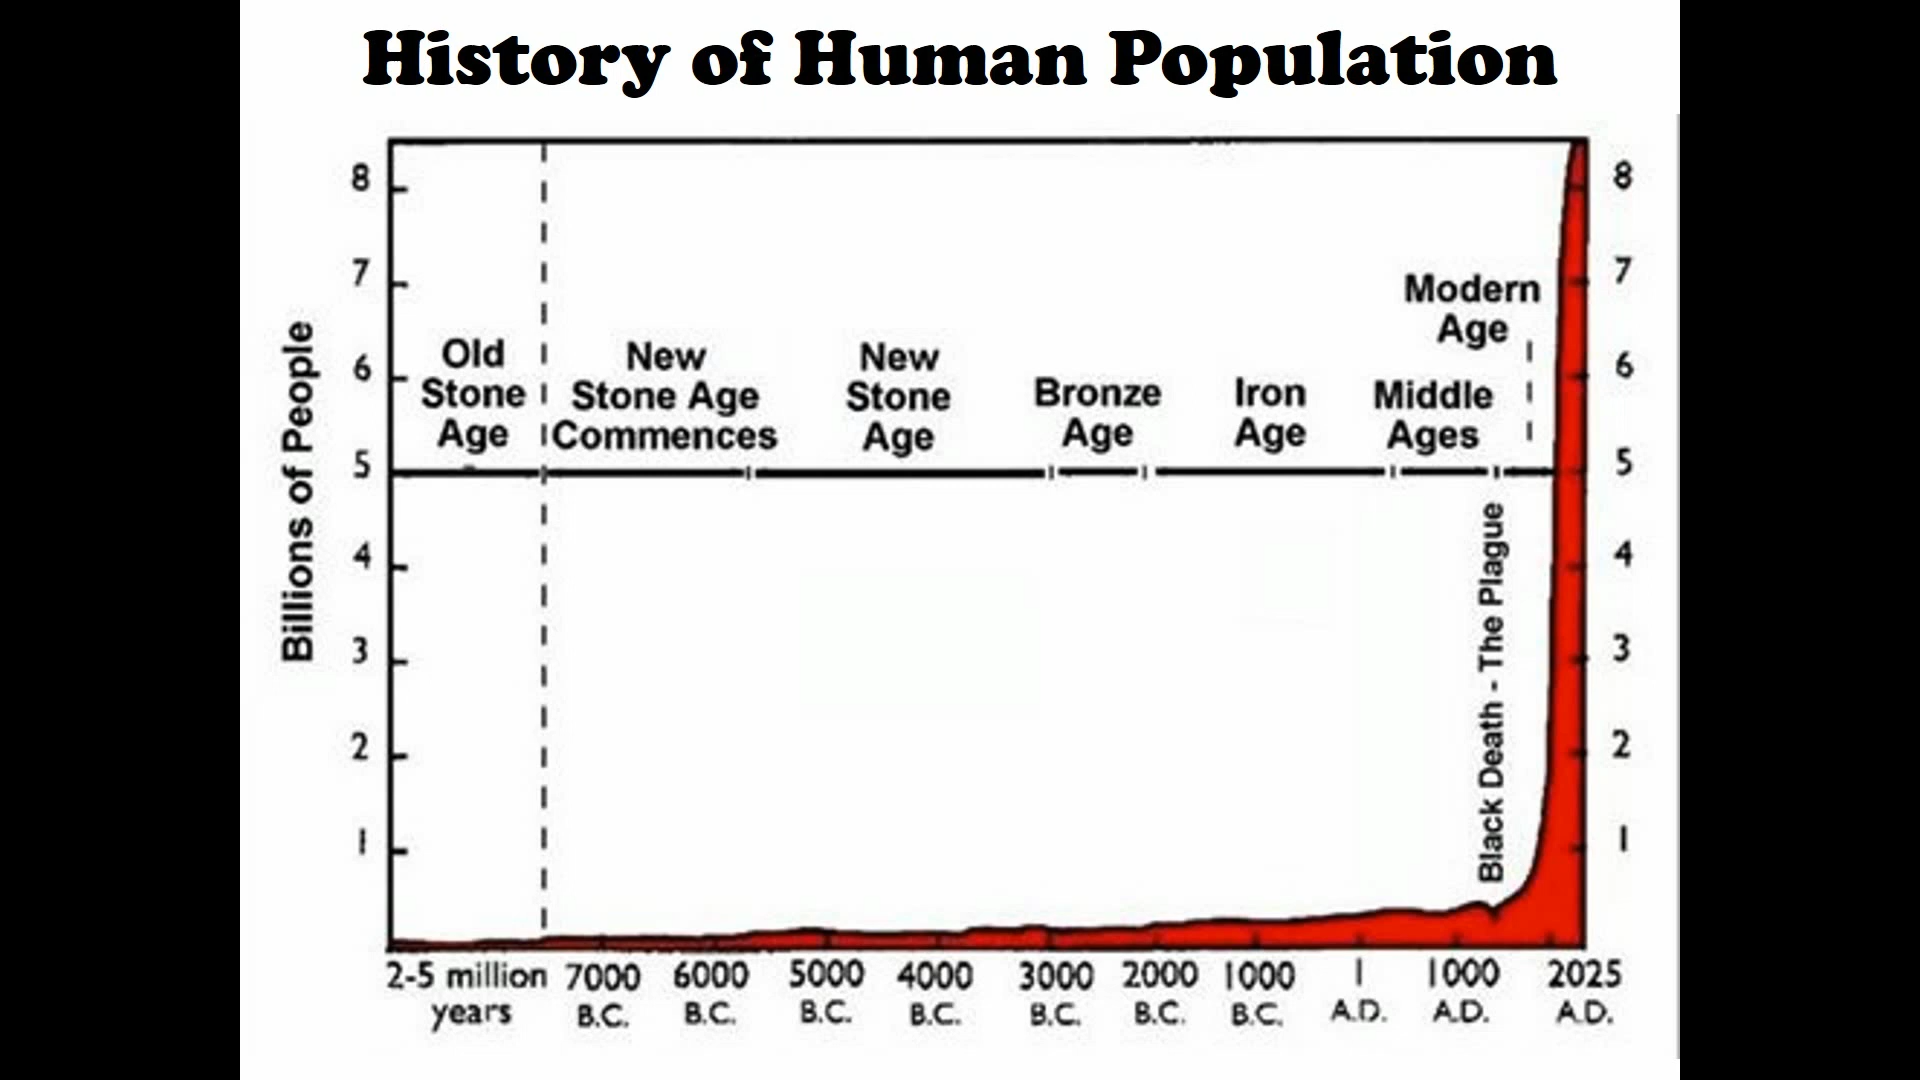 History of Human Population
Billions of People
8
7
6
5
4
3
2
1
Old
Stone
Age
New
Stone Age
Commences
New
Stone
Age
Bronze
Age
Iron
Age
Middle
Ages
Modern
Age
Black Death - The Plague
8
7
6
5
4
3
2
1
2-5 million
years
7000
B.C.
6000
B.C.
5000
B.C.
4000
B.C.
3000
B.C.
2000
B.C.
1000
B.C.
1
A.D.
1000
A.D.
2025
A.D.